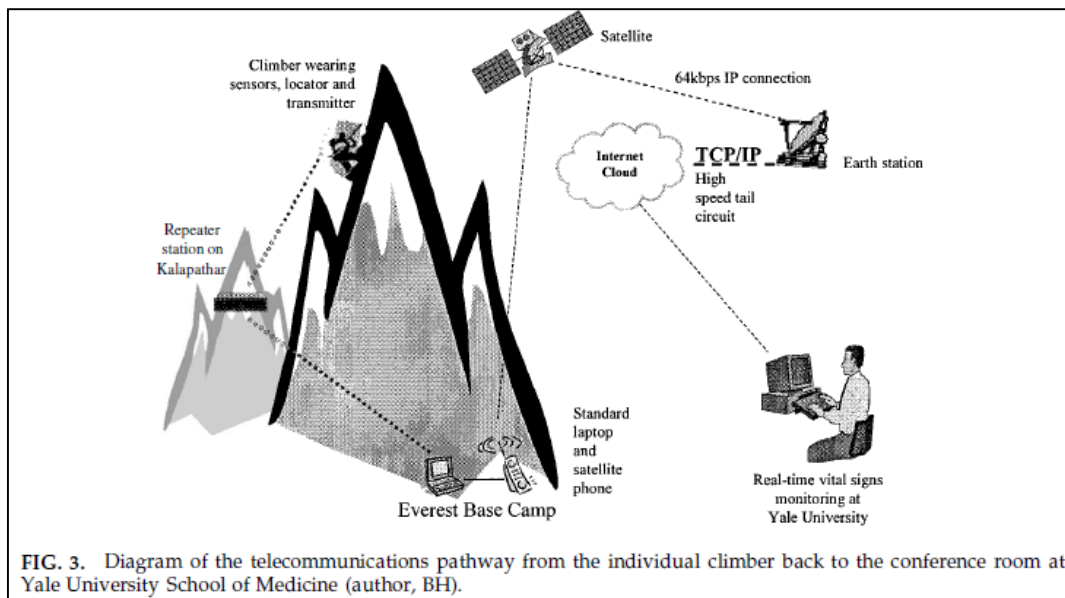 Satellite
Climber wearing
sensors, locator and
transmitter
64kbps IP connection
Internet
Cloud
TCP/IP
High
speed tail
circuit
Earth station
Repeater
station on
Kalapathar
Standard
laptop
and
satellite
phone
Everest Base Camp
Real-time vital signs
monitoring at
Yale University
FIG. 3. Diagram of the telecommunications pathway from the individual climber back to the conference room at
Yale University School of Medicine (author, BH).